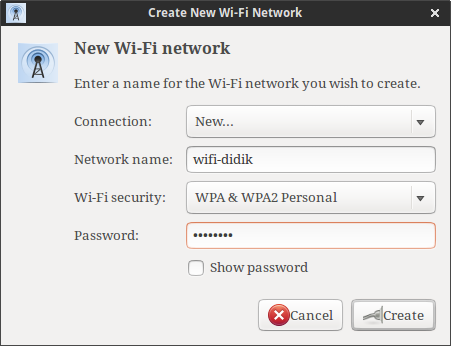 Create New Wi-Fi Network
New Wi-Fi network
Enter a name for the Wi-Fi network you wish to create.
Connection: New...
Network name: wifi-didik
Wi-Fi security: WPA & WPA2 Personal
Password: ••••••••
Show password
Cancel Create